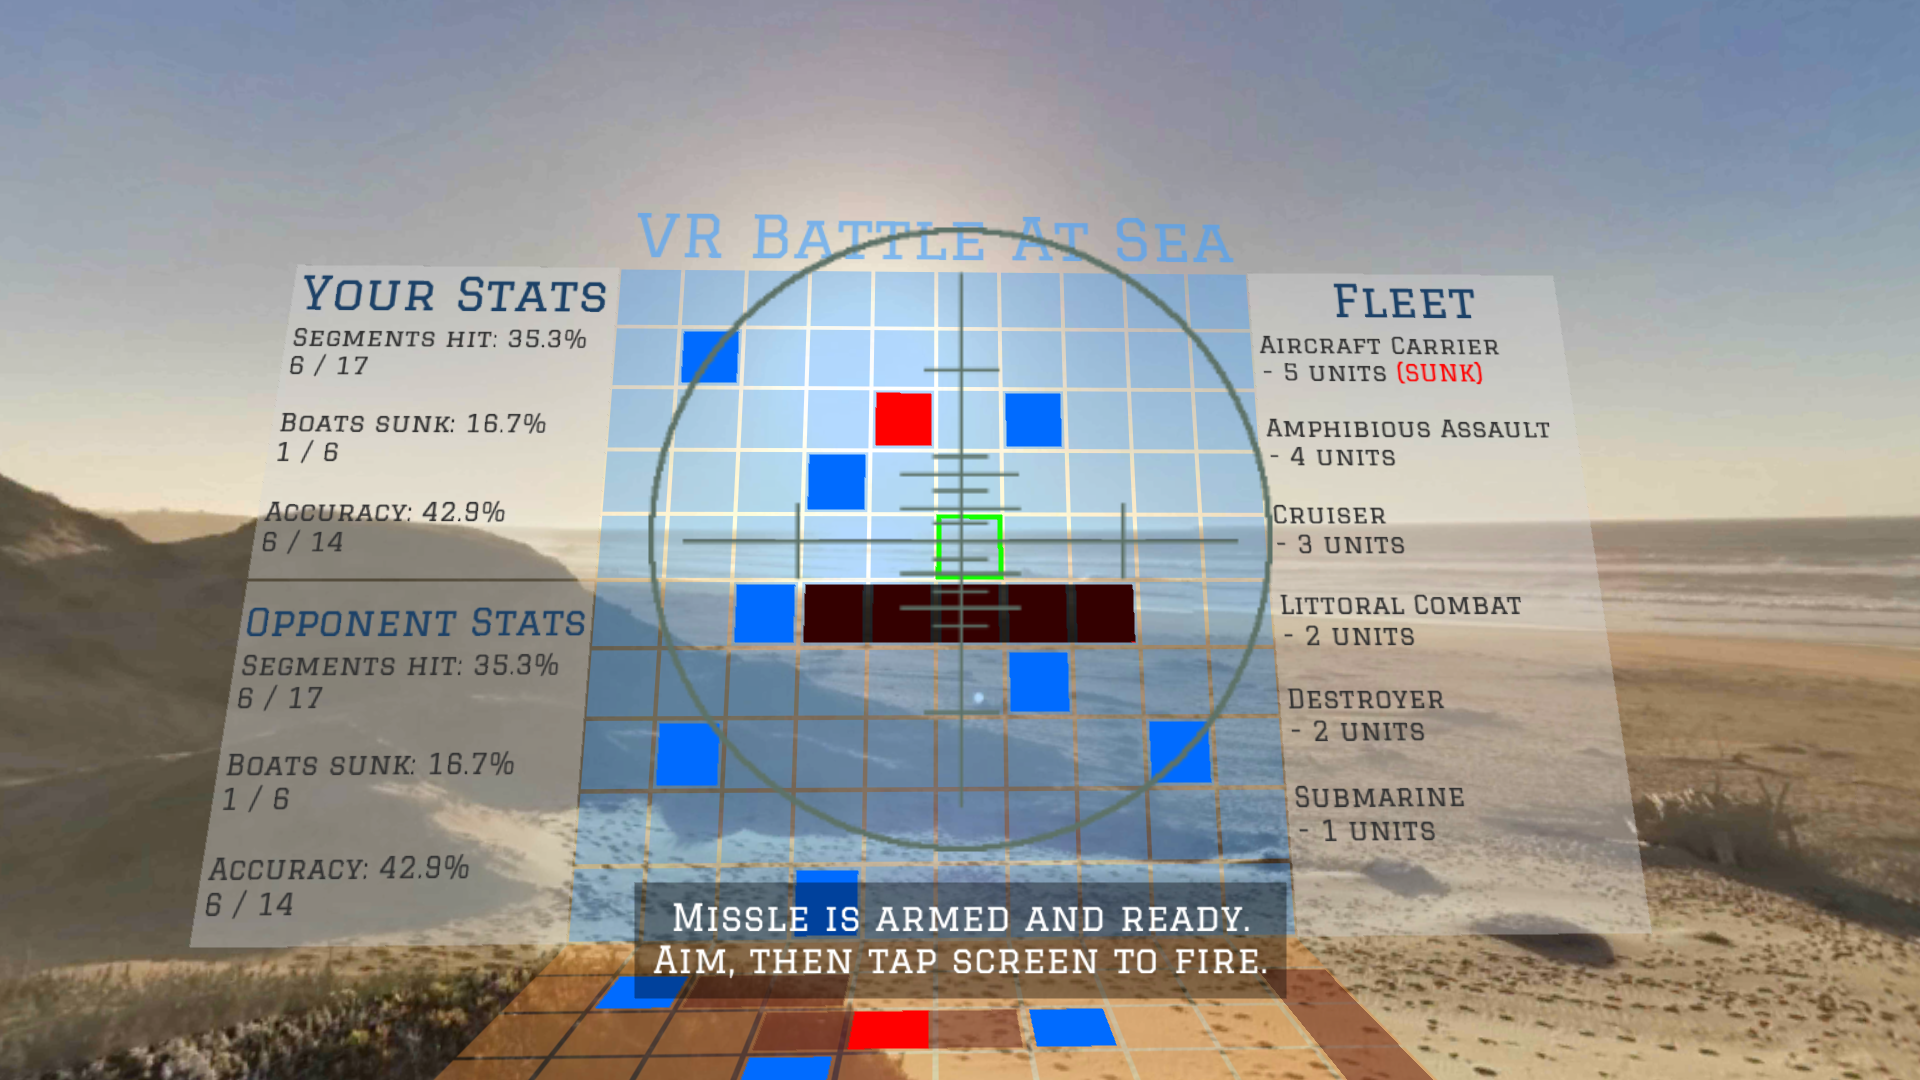 VR Battle At Sea
Your Stats
Segments hit: 35.3%
6 / 17
Boats sunk: 16.7%
1 / 6
Accuracy: 42.9%
6 / 14
Opponent Stats
Segments hit: 35.3%
6 / 17
Boats sunk: 16.7%
1 / 6
Accuracy: 42.9%
6 / 14
Fleet
Aircraft Carrier
- 5 units (SUNK)
Amphibious Assault
- 4 units
Cruiser
- 3 units
Littoral Combat
- 2 units
Destroyer
- 2 units
Submarine
- 1 units
Missle is armed and ready.
Aim, then tap screen to fire.